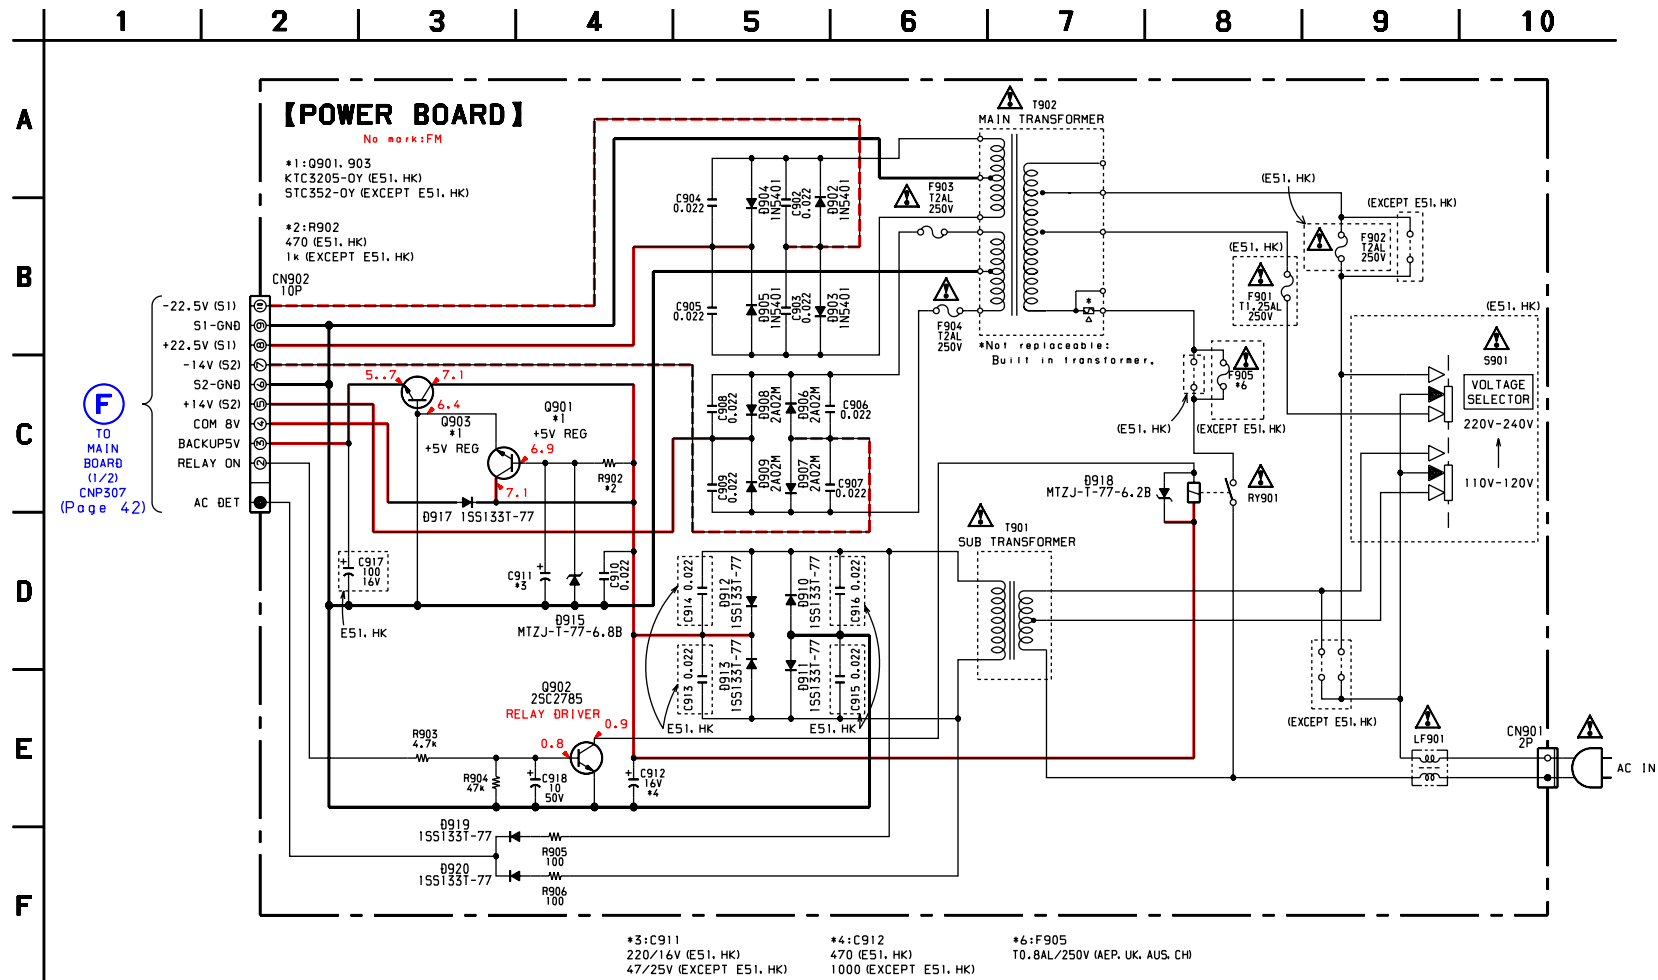 1 2 3 4 5 6 7 8 9 10
A
B
C
D
E
F
【POWER BOARD】
No mark:FM
*1:Q901. 903
KTC3205-OY (E51. HK)
STC352-OY (EXCEPT E51. HK)
*2:R902
470 (E51. HK)
1k (EXCEPT E51. HK)
CN902
10P
-22.5V (S1)
S1-GND
+22.5V (S1)
-14V (S2)
S2-GND
+14V (S2)
COM 8V
BACKUP5V
RELAY ON
AC DET
11
9
8
7
6
5
4
3
2
F
TO
MAIN
BOARD
(1/2)
CNP307
(Page 42)
5..7
7.1
6.4
Q903
*1
+5V REG
Q901
*1
+5V REG
6.9
7.1
R902
*2
D917 1SS133T-77
C917
100
16V
E51. HK
C911
*3
C910
0.022
D915
MTZJ-T-77-6.8B
Q902
2SC2785
RELAY DRIVER
0.9
0.8
R903
4.7k
R904
47k
C918
10
50V
C912
16V
*4
D919
1SS133T-77
R905
100
D920
1SS133T-77
R906
100
C904
0.022
D904
1N5401
C902
0.022
D902
1N5401
C905
0.022
D905
1N5401
C903
0.022
D903
1N5401
C908
0.022
D908
2A02M
D906
2A02M
C906
0.022
C909
0.022
D909
2A02M
D907
2A02M
C907
0.022
C914 0.022
D912
1SS133T-77
D910
1SS133T-77
C916 0.022
C913 0.022
D913
1SS133T-77
D911
1SS133T-77
C915 0.022
E51. HK
E51. HK
T902
MAIN TRANSFORMER
F903
T2AL
250V
F904
T2AL
250V
*
*Not replaceable:
Built in transformer.
(E51. HK)
(EXCEPT E51. HK)
F902
T2AL
250V
(E51. HK)
F901
T1.25AL
250V
F905
*6
(E51. HK)
(EXCEPT E51. HK)
(E51. HK)
S901
VOLTAGE
SELECTOR
220V-240V
110V-120V
D918
MTZJ-T-77-6.2B
RY901
T901
SUB TRANSFORMER
(EXCEPT E51. HK)
LF901
CN901
2P
AC IN
*3:C911
220/16V (E51. HK)
47/25V (EXCEPT E51. HK)
*4:C912
470 (E51. HK)
1000 (EXCEPT E51. HK)
*6:F905
T0.8AL/250V (AEP. UK. AUS. CH)